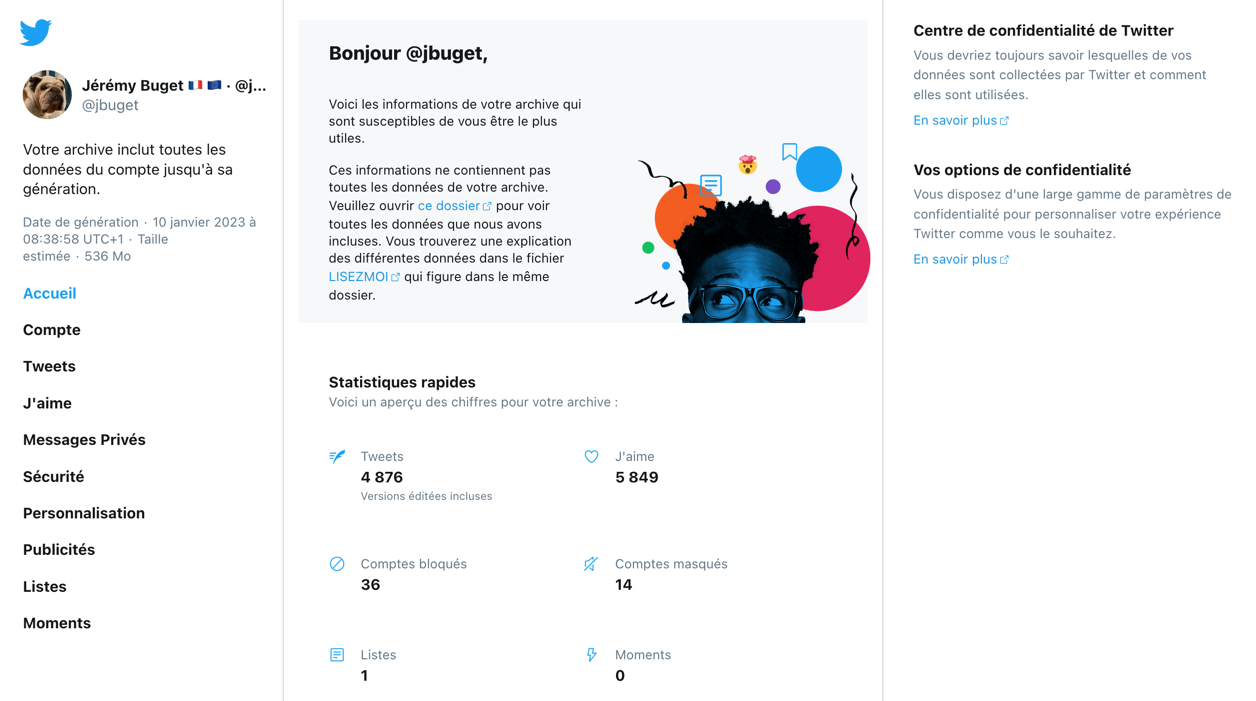 Jérémy Buget 🇫🇷 🇪🇺 · @j...
@jbuget
Votre archive inclut toutes les
données du compte jusqu'à sa
génération.
Date de génération · 10 janvier 2023 à
08:38:58 UTC+1 · Taille
estimée · 536 Mo
Accueil
Compte
Tweets
J'aime
Messages Privés
Sécurité
Personnalisation
Publicités
Listes
Moments
Bonjour @jbuget,
Voici les informations de votre archive qui
sont susceptibles de vous être le plus
utiles.
Ces informations ne contiennent pas
toutes les données de votre archive.
Veuillez ouvrir ce dossier pour voir
toutes les données que nous avons
incluses. Vous trouverez une explication
des différentes données dans le fichier
LISEZMOI qui figure dans le même
dossier.
Statistiques rapides
Voici un aperçu des chiffres pour votre archive :
Tweets
4 876
Versions éditées incluses
J'aime
5 849
Comptes bloqués
36
Comptes masqués
14
Listes
1
Moments
0
Centre de confidentialité de Twitter
Vous devriez toujours savoir lesquelles de vos
données sont collectées par Twitter et comment
elles sont utilisées.
En savoir plus
Vos options de confidentialité
Vous disposez d'une large gamme de paramètres de
confidentialité pour personnaliser votre expérience
Twitter comme vous le souhaitez.
En savoir plus